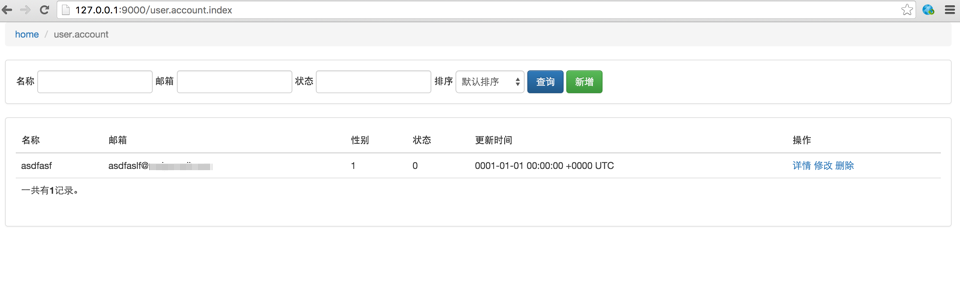 127.0.0.1:9000/user.account.index
home / user.account
名称 邮箱 状态 排序 默认排序 查询 新增
名称 邮箱 性别 状态 更新时间 操作
asdfasf asdfaslf@ 1 0 0001-01-01 00:00:00 +0000 UTC 详情 修改 删除
一共有1记录。